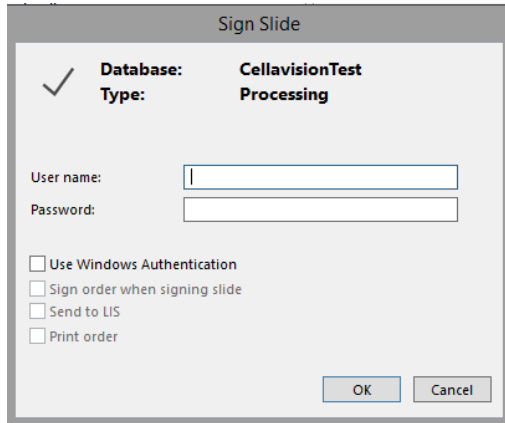 Sign Slide
Database: CellavisionTest
Type: Processing
User name:
Password:
Use Windows Authentication
Sign order when signing slide
Send to LIS
Print order
OK Cancel